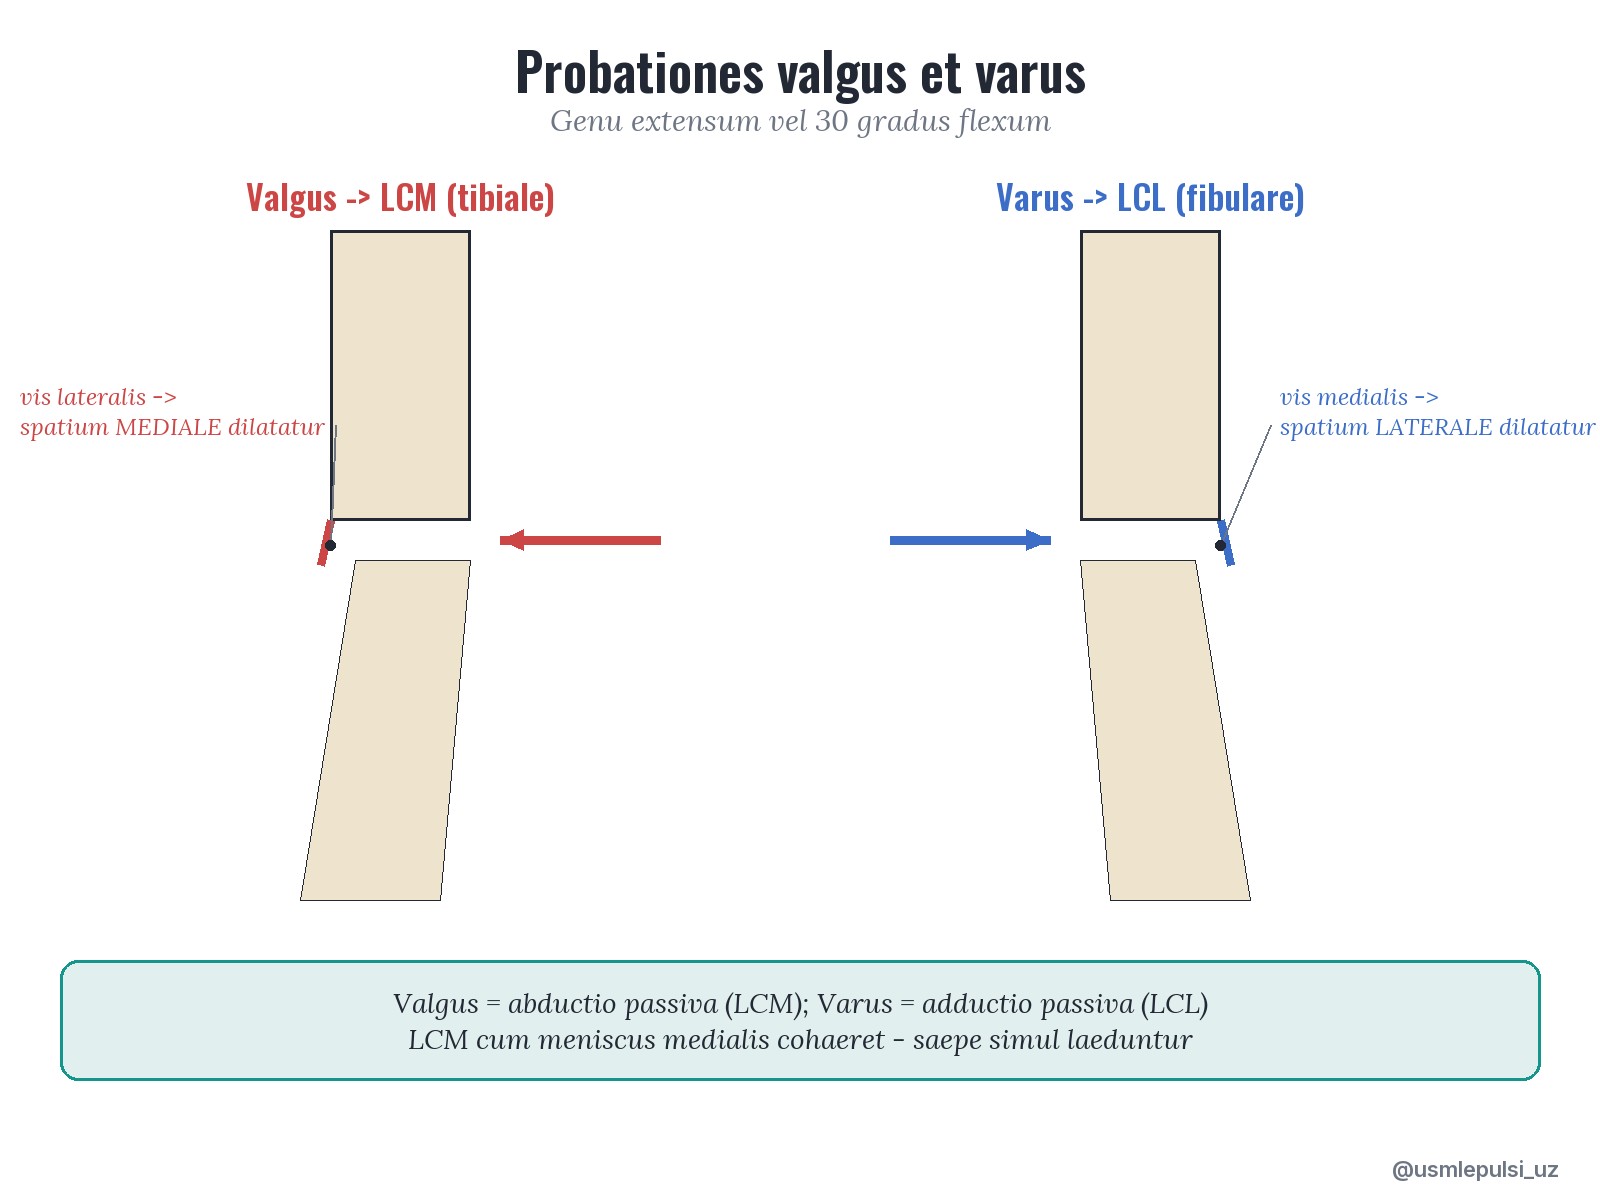 Probationes valgus et varus
Genu extensum vel 30 gradus flexum
Valgus -> LCM (tibiale)
Varus -> LCL (fibulare)
vis lateralis ->
spatium MEDIALE dilatatur
vis medialis ->
spatium LATERALE dilatatur
Valgus = abductio passiva (LCM); Varus = adductio passiva (LCL)
LCM cum meniscus medialis cohaeret - saepe simul laeduntur
@usmlepulsi_uz